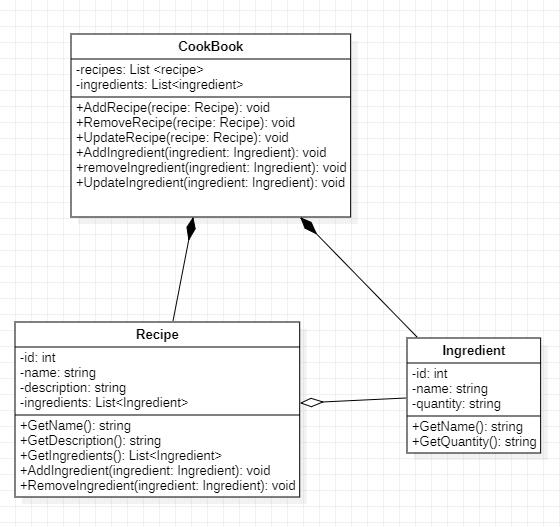 CookBook
-recipes: List <recipe>
-ingredients: List<ingredient>
+AddRecipe(recipe: Recipe): void
+RemoveRecipe(recipe: Recipe): void
+UpdateRecipe(recipe: Recipe): void
+AddIngredient(ingredient: Ingredient): void
+removeIngredient(ingredient: Ingredient): void
+UpdateIngredient(ingredient: Ingredient): void
Recipe
-id: int
-name: string
-description: string
-ingredients: List<Ingredient>
+GetName(): string
+GetDescription(): string
+GetIngredients(): List<Ingredient>
+AddIngredient(ingredient: Ingredient): void
+RemoveIngredient(ingredient: Ingredient): void
Ingredient
-id: int
-name: string
-quantity: string
+GetName(): string
+GetQuantity(): string